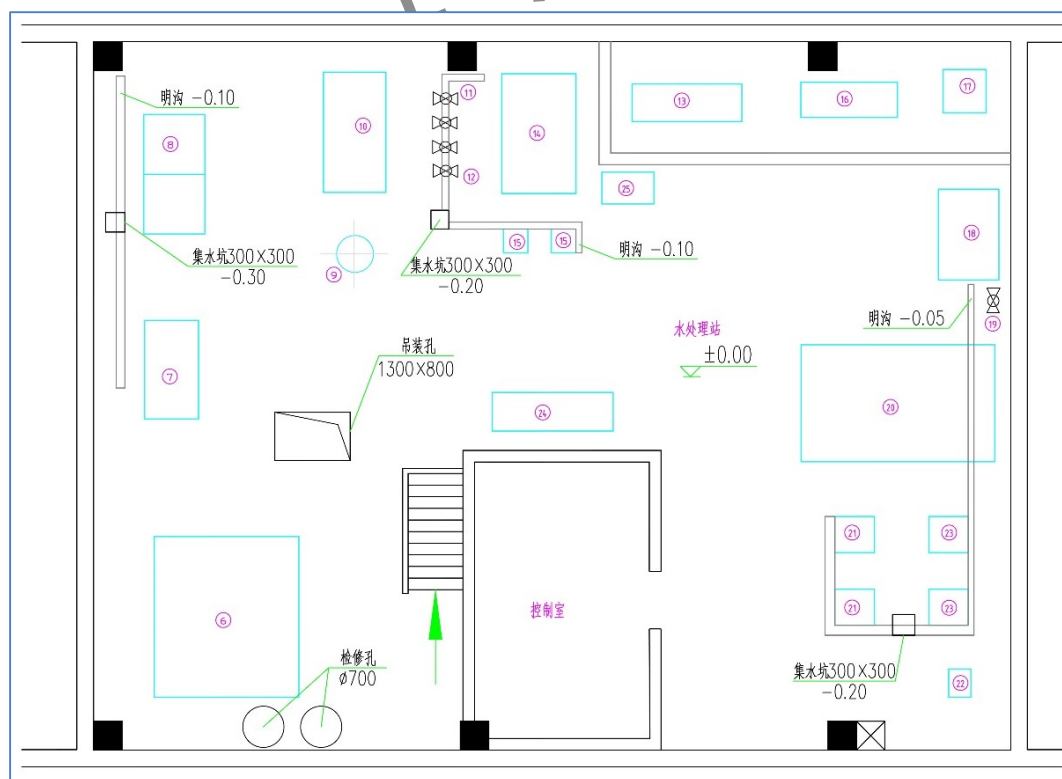 明沟 -0.10
⑧
⑩
⑪
⑫
⑭
⑬
⑯
⑰
㉕
⑱
集水坑300×300
-0.30
⑨
集水坑300×300
-0.20
⑮
⑮
明沟 -0.10
明沟 -0.05
⑲
水处理站
±0.00
吊装孔
1300×800
⑦
㉔
⑳
㉑
㉓
㉑
㉓
控制室
⑥
检修孔
ø700
集水坑300×300
-0.20
㉒